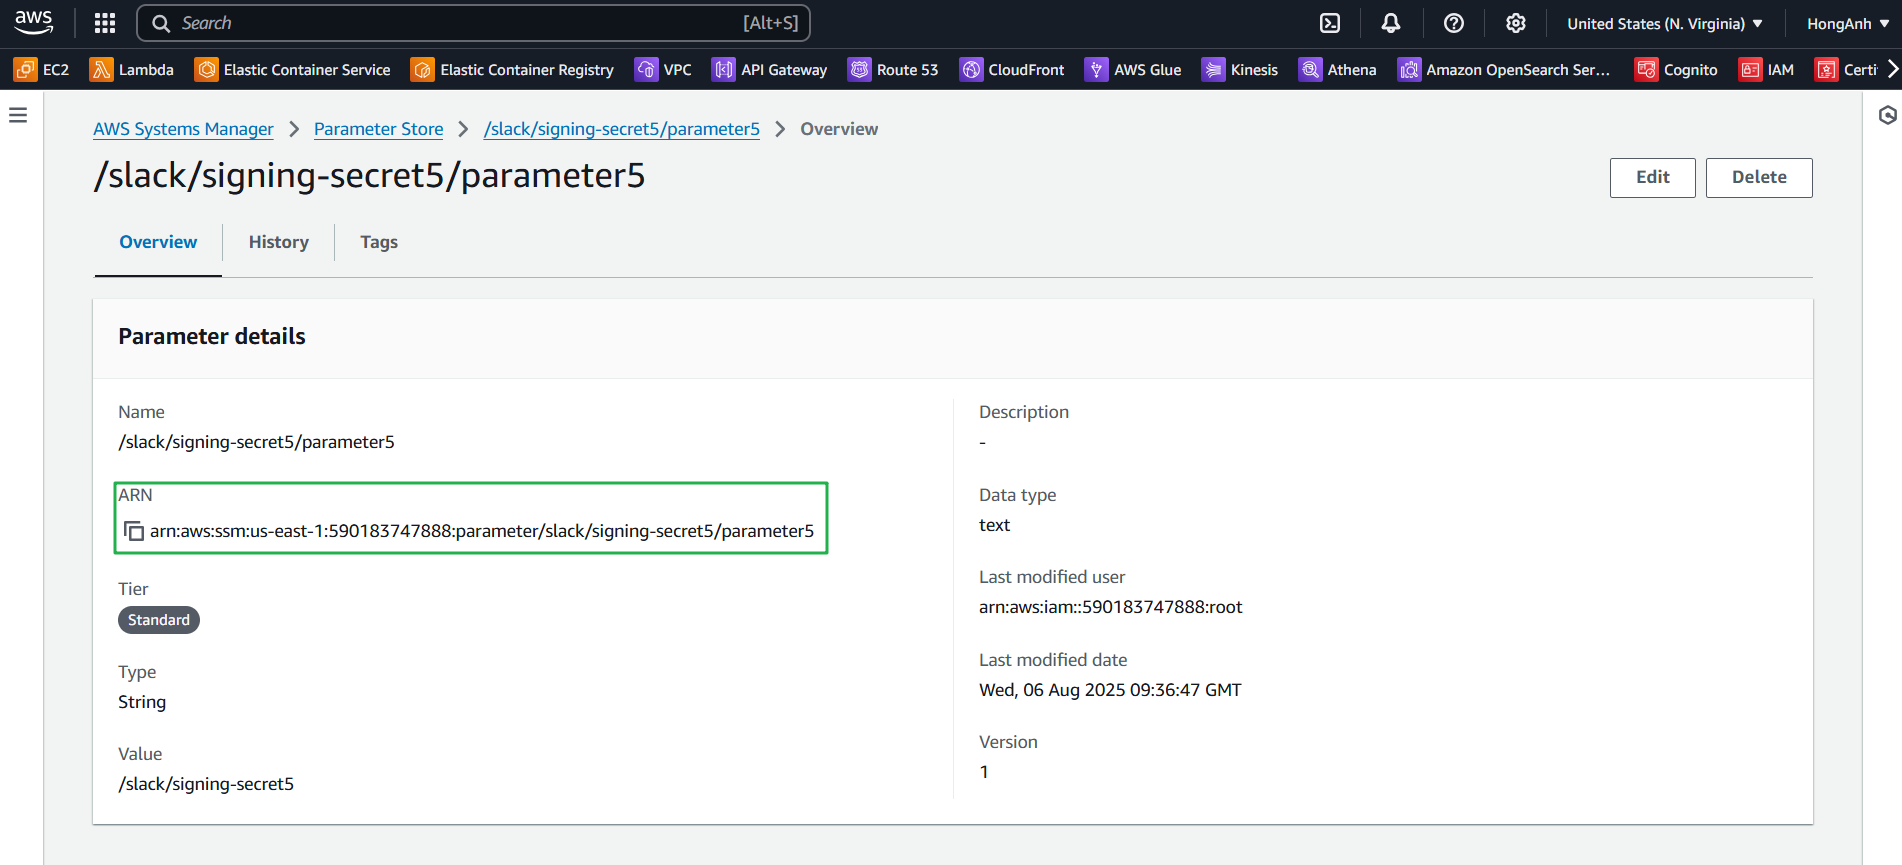 aws
Search [Alt+S]
United States (N. Virginia)
HongAnh
EC2 Lambda Elastic Container Service Elastic Container Registry VPC API Gateway Route 53 CloudFront AWS Glue Kinesis Athena Amazon OpenSearch Ser... Cognito IAM Certi
AWS Systems Manager Parameter Store /slack/signing-secret5/parameter5 Overview
/slack/signing-secret5/parameter5
Edit Delete
Overview History Tags
Parameter details
Name
/slack/signing-secret5/parameter5
ARN
arn:aws:ssm:us-east-1:590183747888:parameter/slack/signing-secret5/parameter5
Tier
Standard
Type
String
Value
/slack/signing-secret5
Description
-
Data type
text
Last modified user
arn:aws:iam::590183747888:root
Last modified date
Wed, 06 Aug 2025 09:36:47 GMT
Version
1